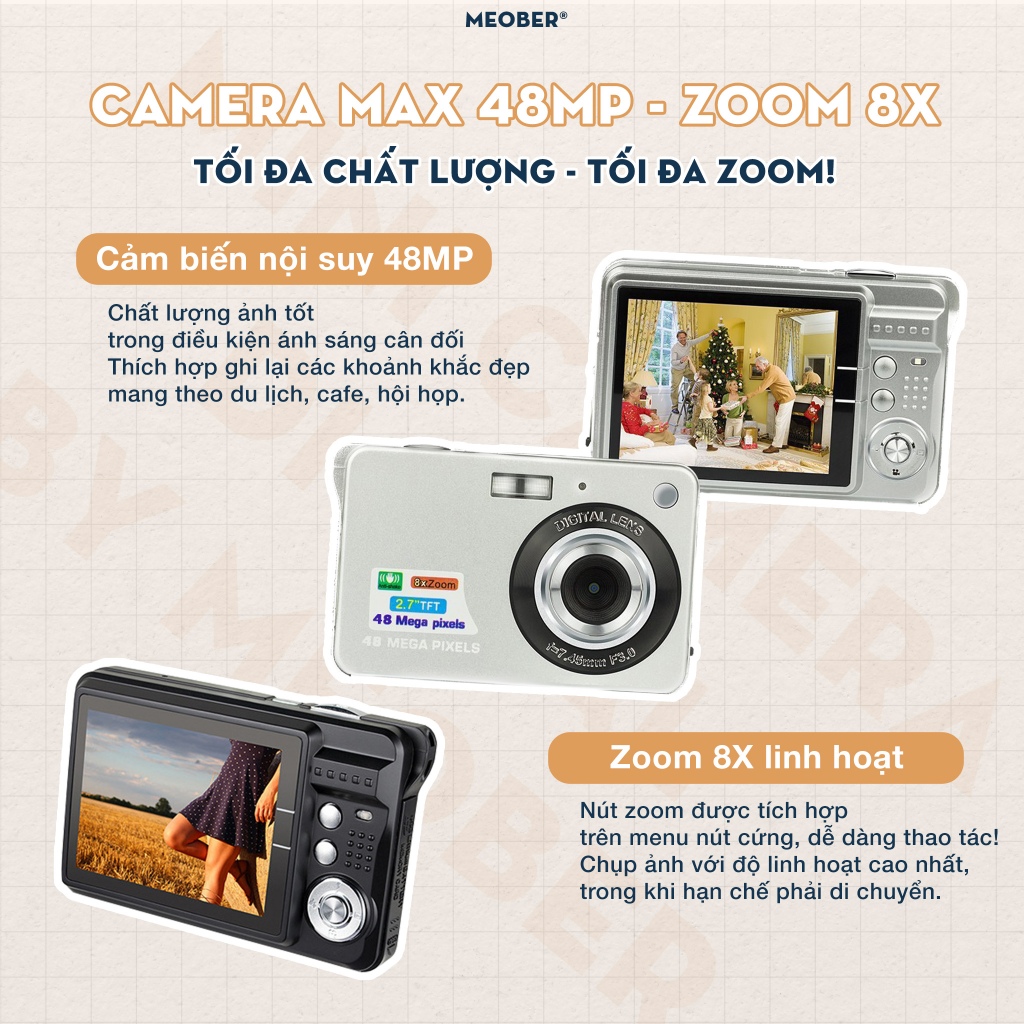 MEOBER®
CAMERA MAX 48MP - ZOOM 8X
TỐI ĐA CHẤT LƯỢNG - TỐI ĐA ZOOM!
Cảm biến nội suy 48MP
Chất lượng ảnh tốt
trong điều kiện ánh sáng cân đối
Thích hợp ghi lại các khoảnh khắc đẹp
mang theo du lịch, cafe, hội họp.
DIGITAL LENS
8x Zoom
2.7"TFT
48 Mega pixels
48 MEGA PIXELS
f=7.45mm F3.0
Zoom 8X linh hoạt
Nút zoom được tích hợp
trên menu nút cứng, dễ dàng thao tác!
Chụp ảnh với độ linh hoạt cao nhất,
trong khi hạn chế phải di chuyển.